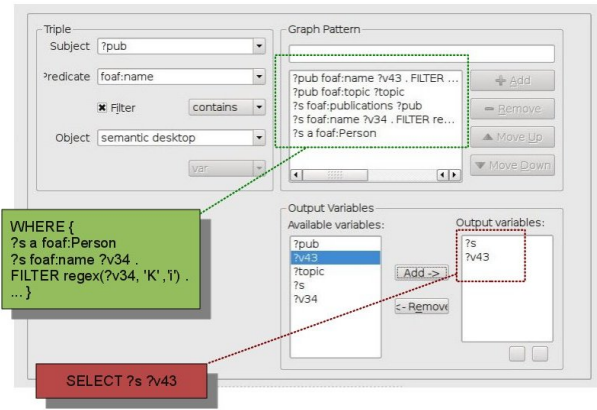 Triple
Subject ?pub
Predicate foaf:name
Filter contains
Object semantic desktop
var
Graph Pattern
?pub foaf:name ?v43 . FILTER ...
?pub foaf:topic ?topic
?s foaf:publications ?pub
?s foaf:name ?v34 . FILTER re...
?s a foaf:Person
Add
Remove
Move Up
Move Down
WHERE {
?s a foaf:Person
?s foaf:name ?v34 .
FILTER regex(?v34, 'K' ,'i') .
... }
Output Variables
Available variables:
?pub
?v43
?topic
?s
?v34
Add ->
<- Remove
Output variables:
?s
?v43
SELECT ?s ?v43